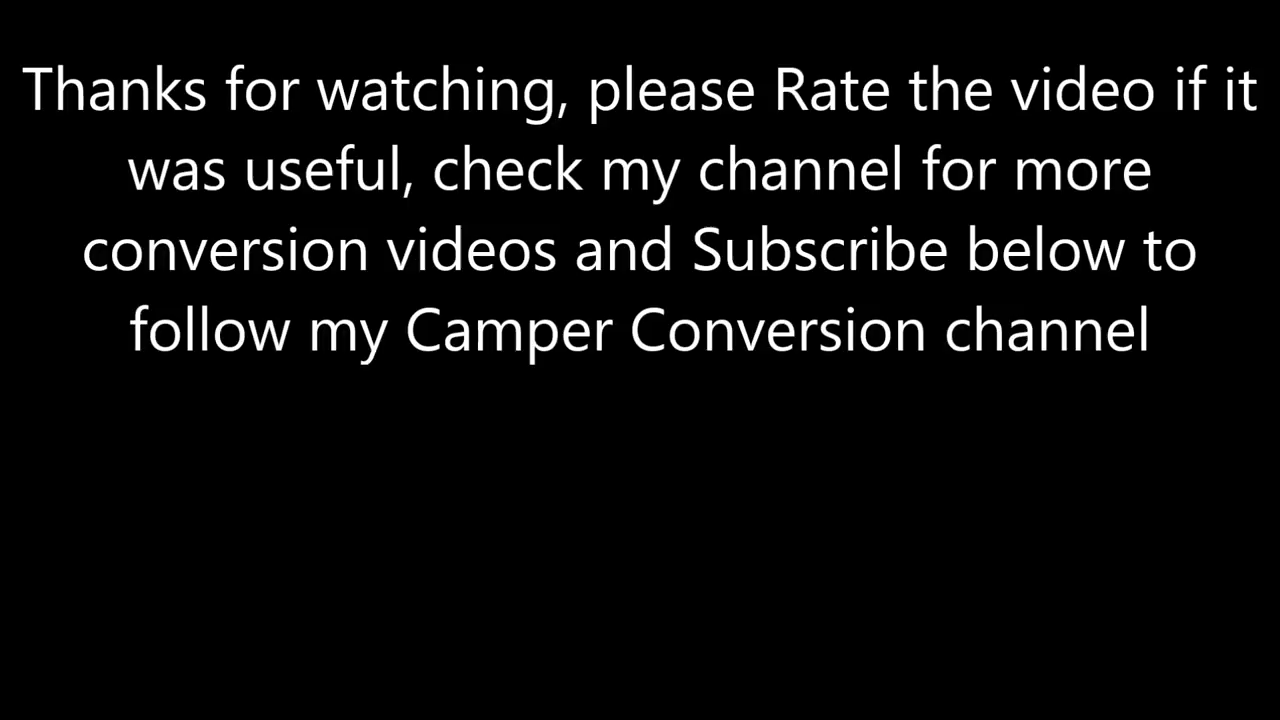 Thanks for watching, please Rate the video if it
was useful, check my channel for more
conversion videos and Subscribe below to
follow my Camper Conversion channel